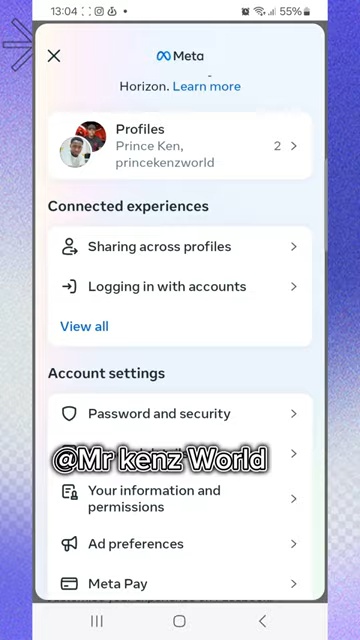 13:04
55%
Meta
Horizon. Learn more
Profiles
Prince Ken,
princekenzworld
2
Connected experiences
Sharing across profiles
Logging in with accounts
View all
Account settings
Password and security
@Mr kenz World
Your information and
permissions
Ad preferences
Meta Pay